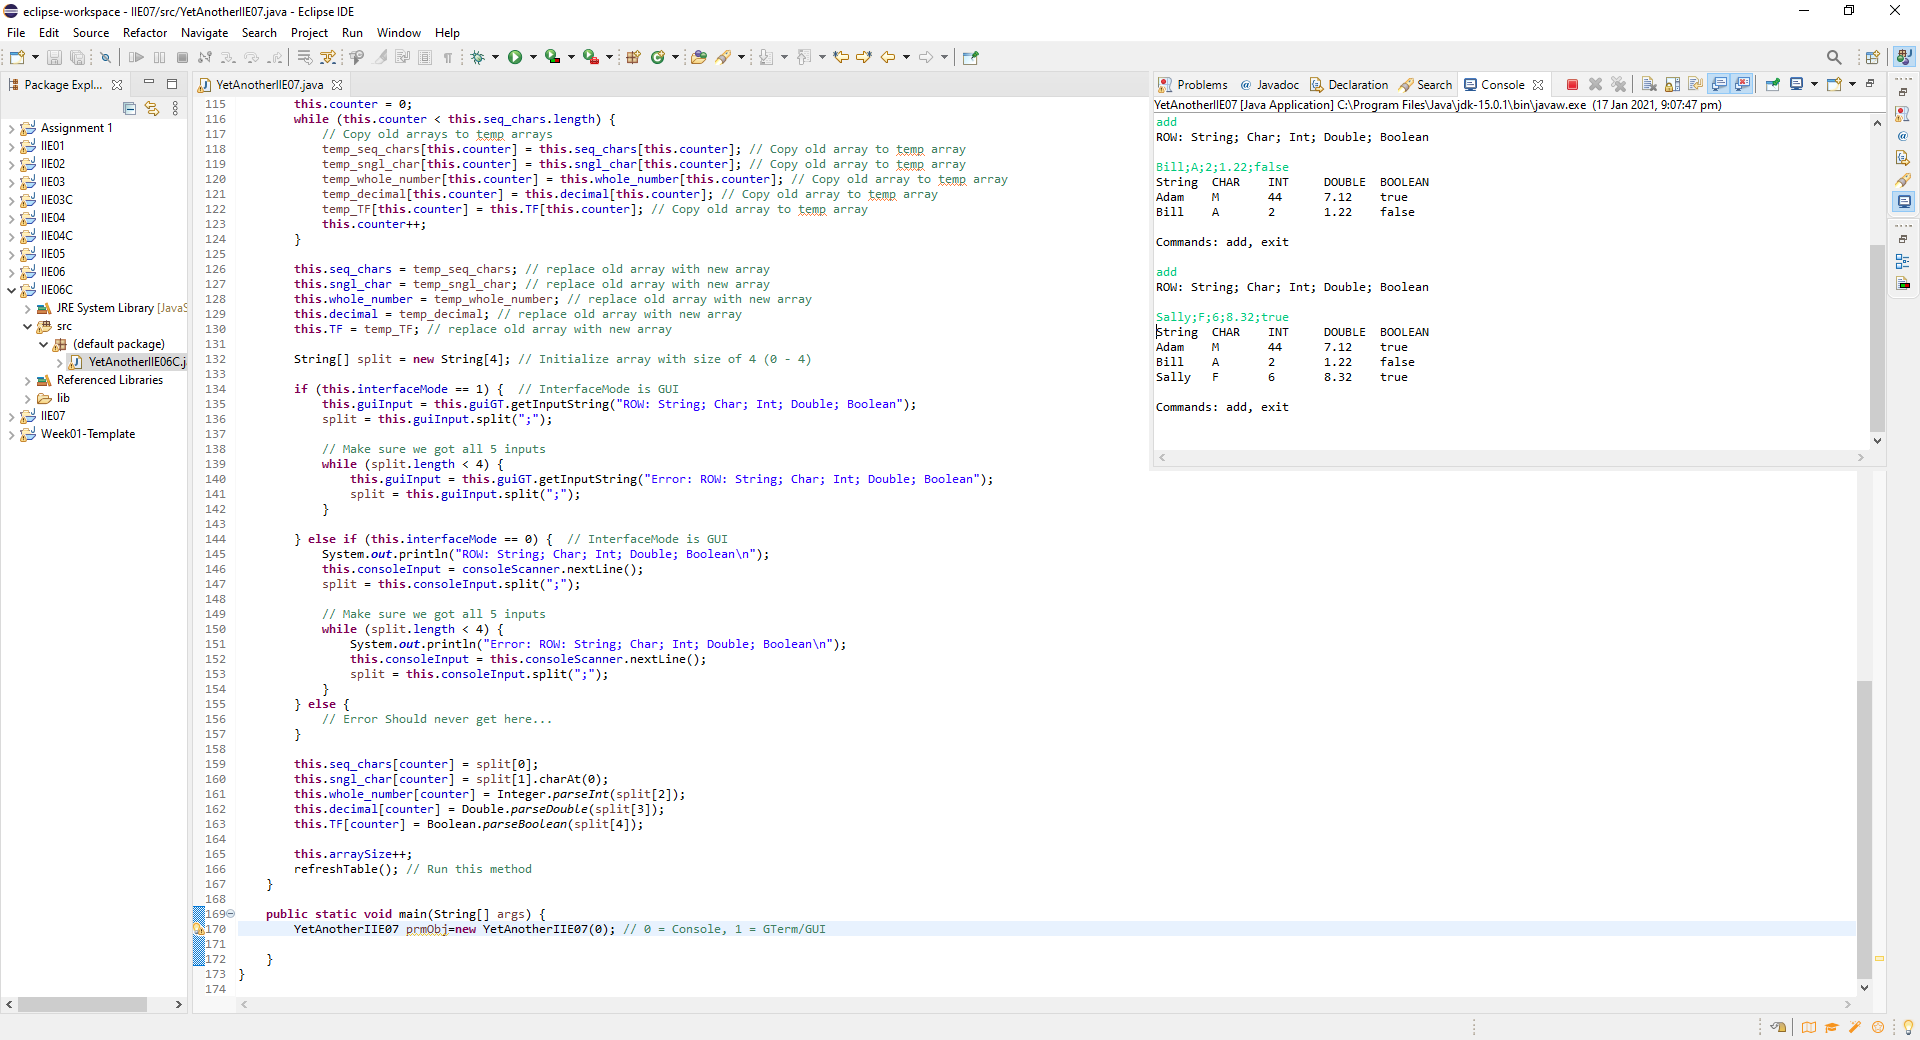 eclipse-workspace - IIE07/src/YetAnotherIIE07.java - Eclipse IDE
File Edit Source Refactor Navigate Search Project Run Window Help
Package Expl...
Assignment 1
IIE01
IIE02
IIE03
IIE03C
IIE04
IIE04C
IIE05
IIE06
IIE06C
JRE System Library [JavaS
src
(default package)
YetAnotherIIE06C.j
Referenced Libraries
lib
IIE07
Week01-Template
YetAnotherIIE07.java
115 this.counter = 0;
116 while (this.counter < this.seq_chars.length) {
117 // Copy old arrays to temp arrays
118 temp_seq_chars[this.counter] = this.seq_chars[this.counter]; // Copy old array to temp array
119 temp_sngl_char[this.counter] = this.sngl_char[this.counter]; // Copy old array to temp array
120 temp_whole_number[this.counter] = this.whole_number[this.counter]; // Copy old array to temp array
121 temp_decimal[this.counter] = this.decimal[this.counter]; // Copy old array to temp array
122 temp_TF[this.counter] = this.TF[this.counter]; // Copy old array to temp array
123 this.counter++;
124 }
125
126 this.seq_chars = temp_seq_chars; // replace old array with new array
127 this.sngl_char = temp_sngl_char; // replace old array with new array
128 this.whole_number = temp_whole_number; // replace old array with new array
129 this.decimal = temp_decimal; // replace old array with new array
130 this.TF = temp_TF; // replace old array with new array
131
132 String[] split = new String[4]; // Initialize array with size of 4 (0 - 4)
133
134 if (this.interfaceMode == 1) { // InterfaceMode is GUI
135 this.guiInput = this.guiGT.getInputString("ROW: String; Char; Int; Double; Boolean");
136 split = this.guiInput.split(";");
137
138 // Make sure we got all 5 inputs
139 while (split.length < 4) {
140 this.guiInput = this.guiGT.getInputString("Error: ROW: String; Char; Int; Double; Boolean");
141 split = this.guiInput.split(";");
142 }
143
144 } else if (this.interfaceMode == 0) { // InterfaceMode is GUI
145 System.out.println("ROW: String; Char; Int; Double; Boolean\n");
146 this.consoleInput = consoleScanner.nextLine();
147 split = this.consoleInput.split(";");
148
149 // Make sure we got all 5 inputs
150 while (split.length < 4) {
151 System.out.println("Error: ROW: String; Char; Int; Double; Boolean\n");
152 this.consoleInput = this.consoleScanner.nextLine();
153 split = this.consoleInput.split(";");
154 }
155 } else {
156 // Error Should never get here...
157 }
158
159 this.seq_chars[counter] = split[0];
160 this.sngl_char[counter] = split[1].charAt(0);
161 this.whole_number[counter] = Integer.parseInt(split[2]);
162 this.decimal[counter] = Double.parseDouble(split[3]);
163 this.TF[counter] = Boolean.parseBoolean(split[4]);
164
165 this.arraySize++;
166 refreshTable(); // Run this method
167 }
168
169 public static void main(String[] args) {
170 YetAnotherIIE07 prmObj=new YetAnotherIIE07(0); // 0 = Console, 1 = GTerm/GUI
171
172 }
173 }
174
Problems Javadoc Declaration Search Console
YetAnotherIIE07 [Java Application] C:\Program Files\Java\jdk-15.0.1\bin\javaw.exe (17 Jan 2021, 9:07:47 pm)
add
ROW: String; Char; Int; Double; Boolean
Bill;A;2;1.22;false
String CHAR INT DOUBLE BOOLEAN
Adam M 44 7.12 true
Bill A 2 1.22 false
Commands: add, exit
add
ROW: String; Char; Int; Double; Boolean
Sally;F;6;8.32;true
String CHAR INT DOUBLE BOOLEAN
Adam M 44 7.12 true
Bill A 2 1.22 false
Sally F 6 8.32 true
Commands: add, exit